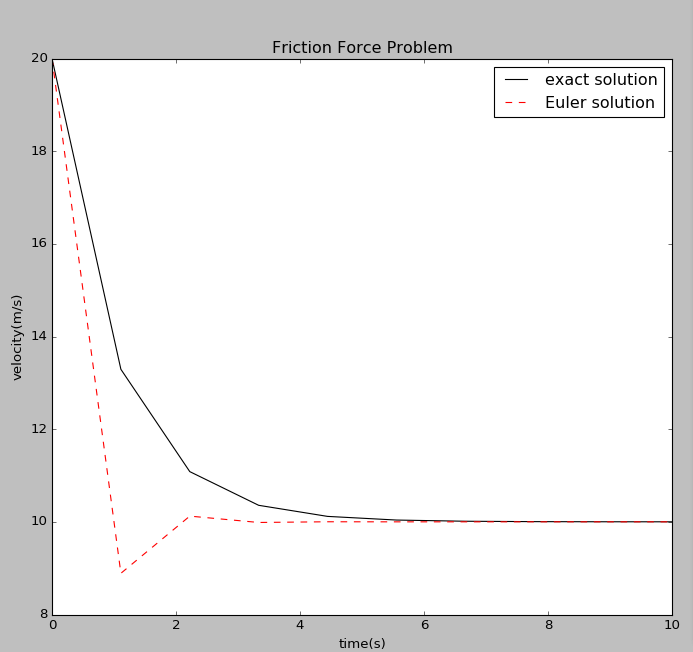 Friction Force Problem
exact solution
Euler solution
velocity(m/s)
20
18
16
14
12
10
8
0 2 4 6 8 10
time(s)